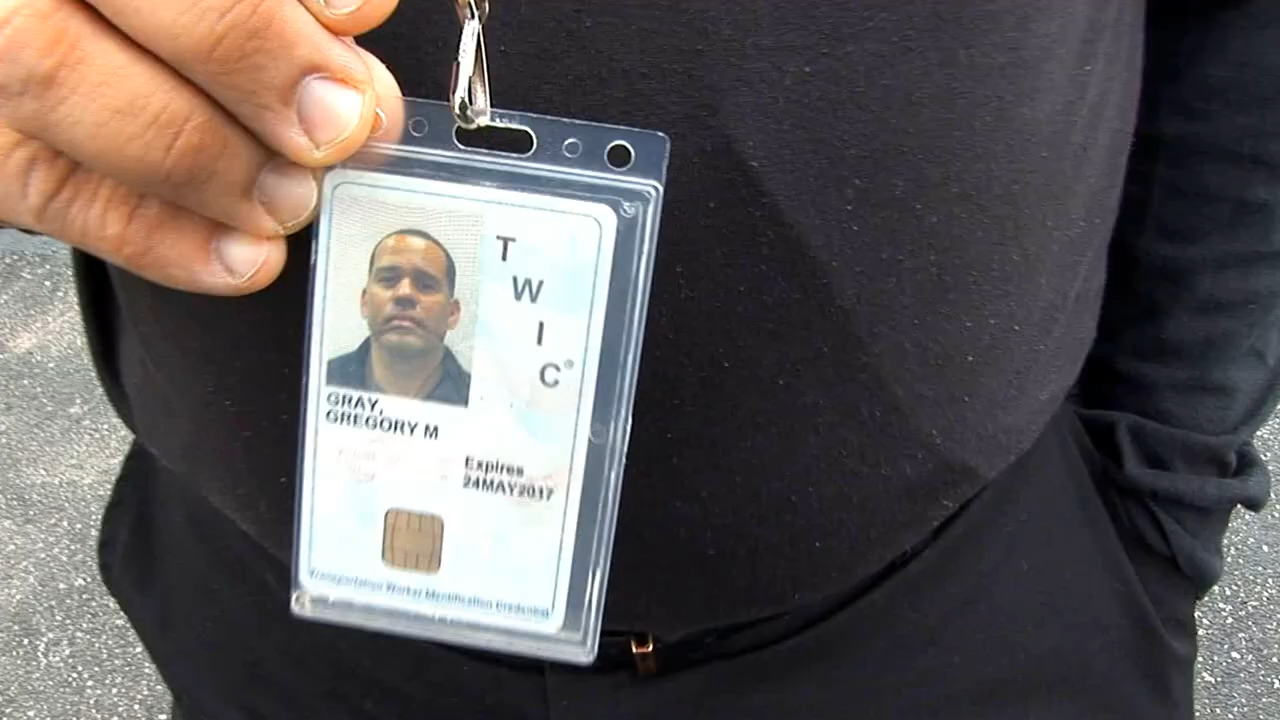 T
W
I
C®
GRAY,
GREGORY M
Expires
24MAY2017
Transportation Worker Identification Credential